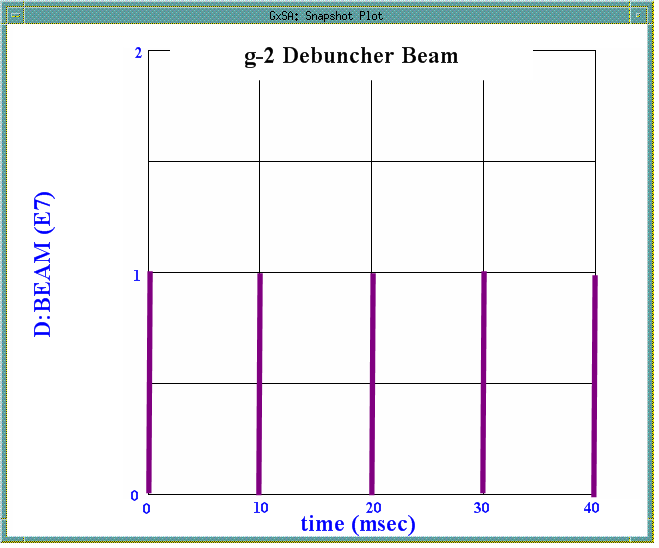 GxSA: Snapshot Plot
g-2 Debuncher Beam
2
D:BEAM (E7)
1
0
0 10 20 30 40
time (msec)